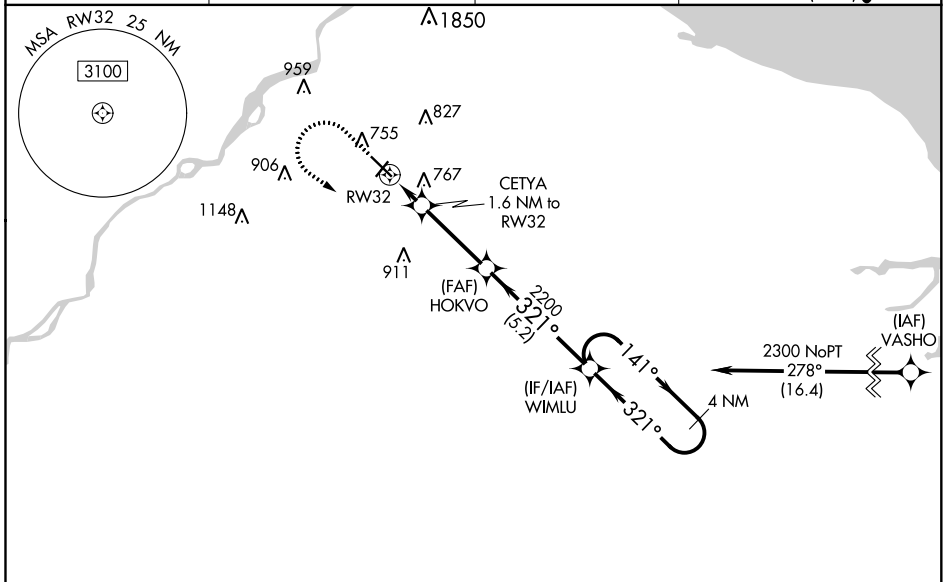 1850
MSA RW32 25 NM
3100
959
827
755
906
767
RW32
CETYA
1.6 NM to
RW32
1148
911
(FAF)
HOKVO
2200
321°
(5.2)
(IAF)
VASHO
2300 NoPT
278°
(16.4)
141°
4 NM
(IF/IAF)
WIMLU
321°